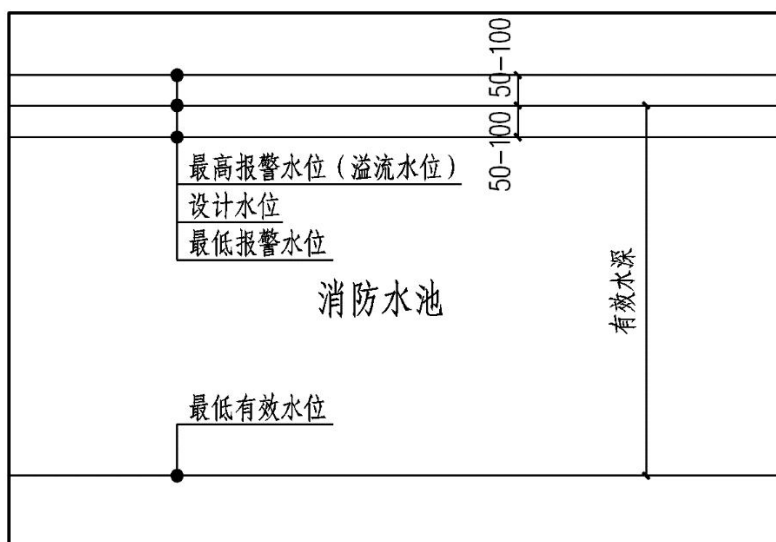 50-100
50-100
最高报警水位（溢流水位）
设计水位
最低报警水位
有效水深
消防水池
最低有效水位